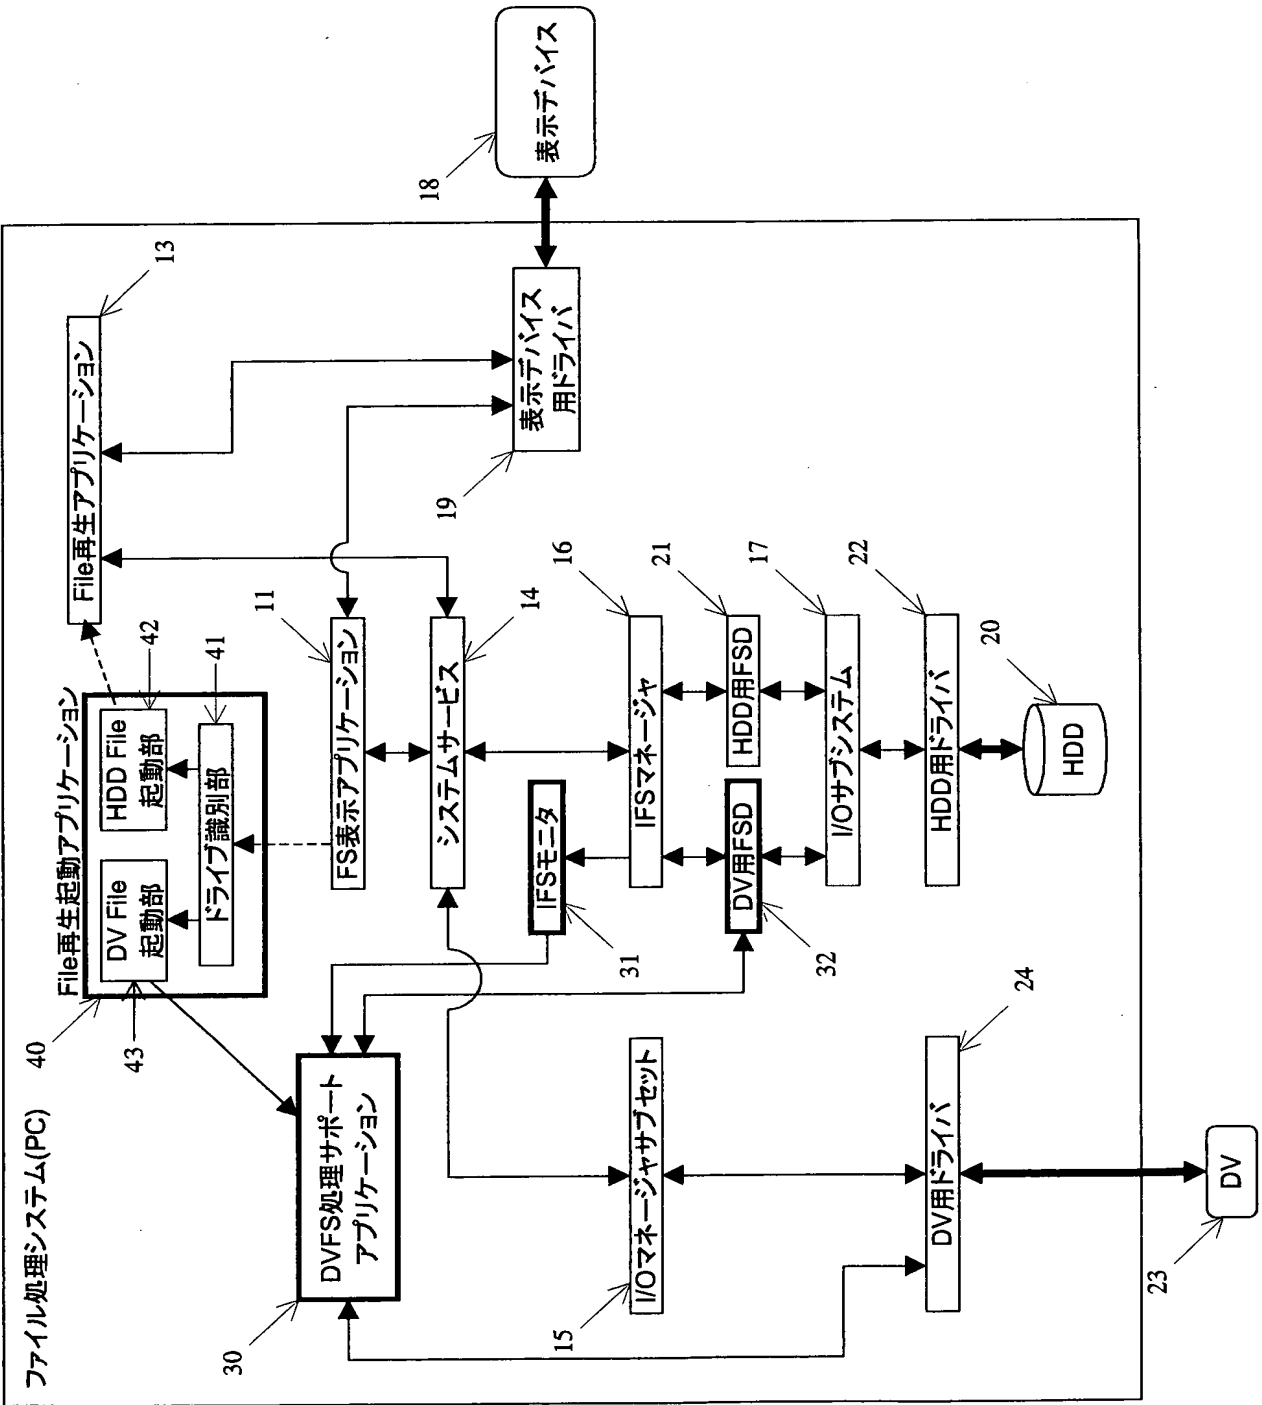 ファイル処理システム(PC)
40
File再生起動アプリケーション
43
DV File
起動部
HDD File
起動部
42
ドライブ識別部
41
File再生アプリケーション
13
30
DVFS処理サポート
アプリケーション
FS表示アプリケーション
11
システムサービス
14
IFSモニタ
31
表示デバイス
用ドライバ
19
表示デバイス
18
I/Oマネージャサブセット
15
IFSマネージャ
16
DV用FSD
32
HDD用FSD
21
I/Oサブシステム
17
DV用ドライバ
24
HDD用ドライバ
22
HDD
20
DV
23